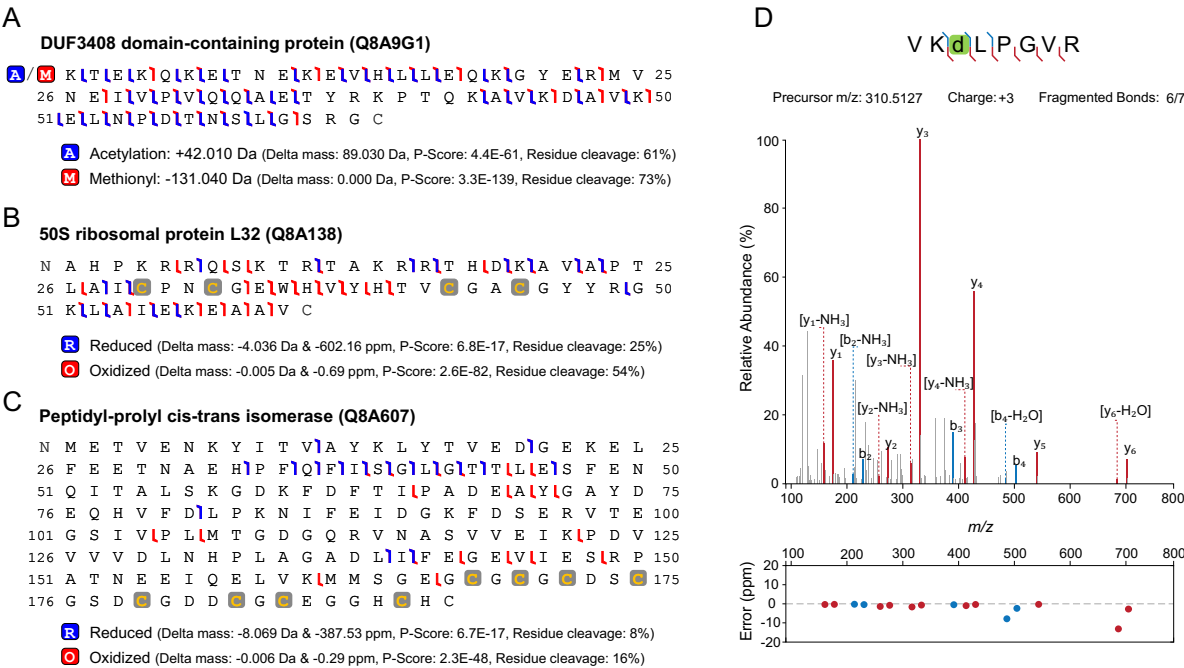 A
DUF3408 domain-containing protein (Q8A9G1)
A / M K T E K Q K E T N E K E V H L L E Q K G Y E R M V 25
26 N E I V P V Q Q A E T Y R K P T Q K A V K D A V K 50
51 E L N P D T N S L G S R G C
A Acetylation: +42.010 Da (Delta mass: 89.030 Da, P-Score: 4.4E-61, Residue cleavage: 61%)
M Methionyl: -131.040 Da (Delta mass: 0.000 Da, P-Score: 3.3E-139, Residue cleavage: 73%)
B
50S ribosomal protein L32 (Q8A138)
N A H P K R R Q S K T R T A K R R T H D K A V A P T 25
26 L A I C P N C G E W H V Y H T V C G A C G Y Y R G 50
51 K L A I E K E A A V C
R Reduced (Delta mass: -4.036 Da & -602.16 ppm, P-Score: 6.8E-17, Residue cleavage: 25%)
O Oxidized (Delta mass: -0.005 Da & -0.69 ppm, P-Score: 2.6E-82, Residue cleavage: 54%)
C
Peptidyl-prolyl cis-trans isomerase (Q8A607)
N M E T V E N K Y I T V A Y K L Y T V E D G E K E L 25
26 F E E T N A E H P F Q F I S G L G T T L E S F E N 50
51 Q I T A L S K G D K F D F T I P A D E A Y G A Y D 75
76 E Q H V F D L P K N I F E I D G K F D S E R V T E 100
101 G S I V P L M T G D G Q R V N A S V V E I K P D V 125
126 V V V D L N H P L A G A D L I F E G E V I E S R P 150
151 A T N E E I Q E L V K M M S G E G C G C G C D S C 175
176 G S D C G D D C G C E G G H C H C
R Reduced (Delta mass: -8.069 Da & -387.53 ppm, P-Score: 6.7E-17, Residue cleavage: 8%)
O Oxidized (Delta mass: -0.006 Da & -0.29 ppm, P-Score: 2.3E-48, Residue cleavage: 16%)
D
V K d L P G V R
Precursor m/z: 310.5127 Charge: +3 Fragmented Bonds: 6/7
Relative Abundance (%)
100
80
60
40
20
0
y₃
y₄
[y₁-NH₃]
y₁
[b₂-NH₃]
[y₃-NH₃]
[y₂-NH₃]
[y₄-NH₃]
b₂
y₂
b₃
[b₄-H₂O]
b₄
y₅
[y₆-H₂O]
y₆
100 200 300 400 500 600 700 800
m/z
100 200 300 400 500 600 700 800
Error (ppm)
20
10
0
-10
-20